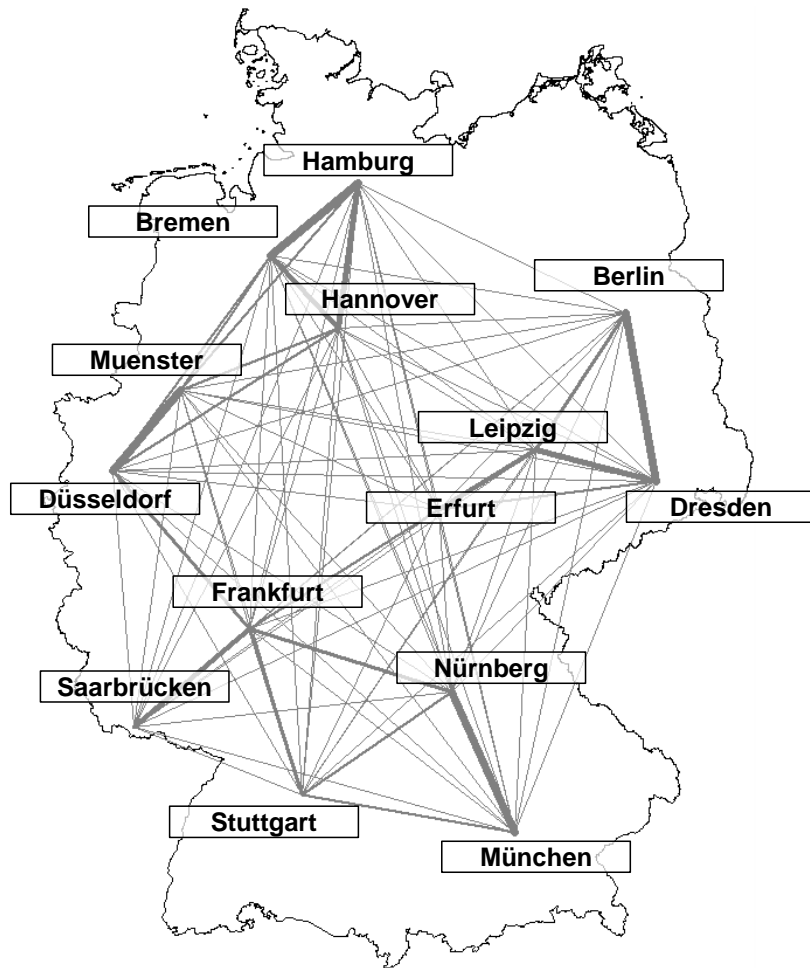 Hamburg
Bremen
Berlin
Hannover
Muenster
Leipzig
Düsseldorf
Erfurt
Dresden
Frankfurt
Nürnberg
Saarbrücken
Stuttgart
München